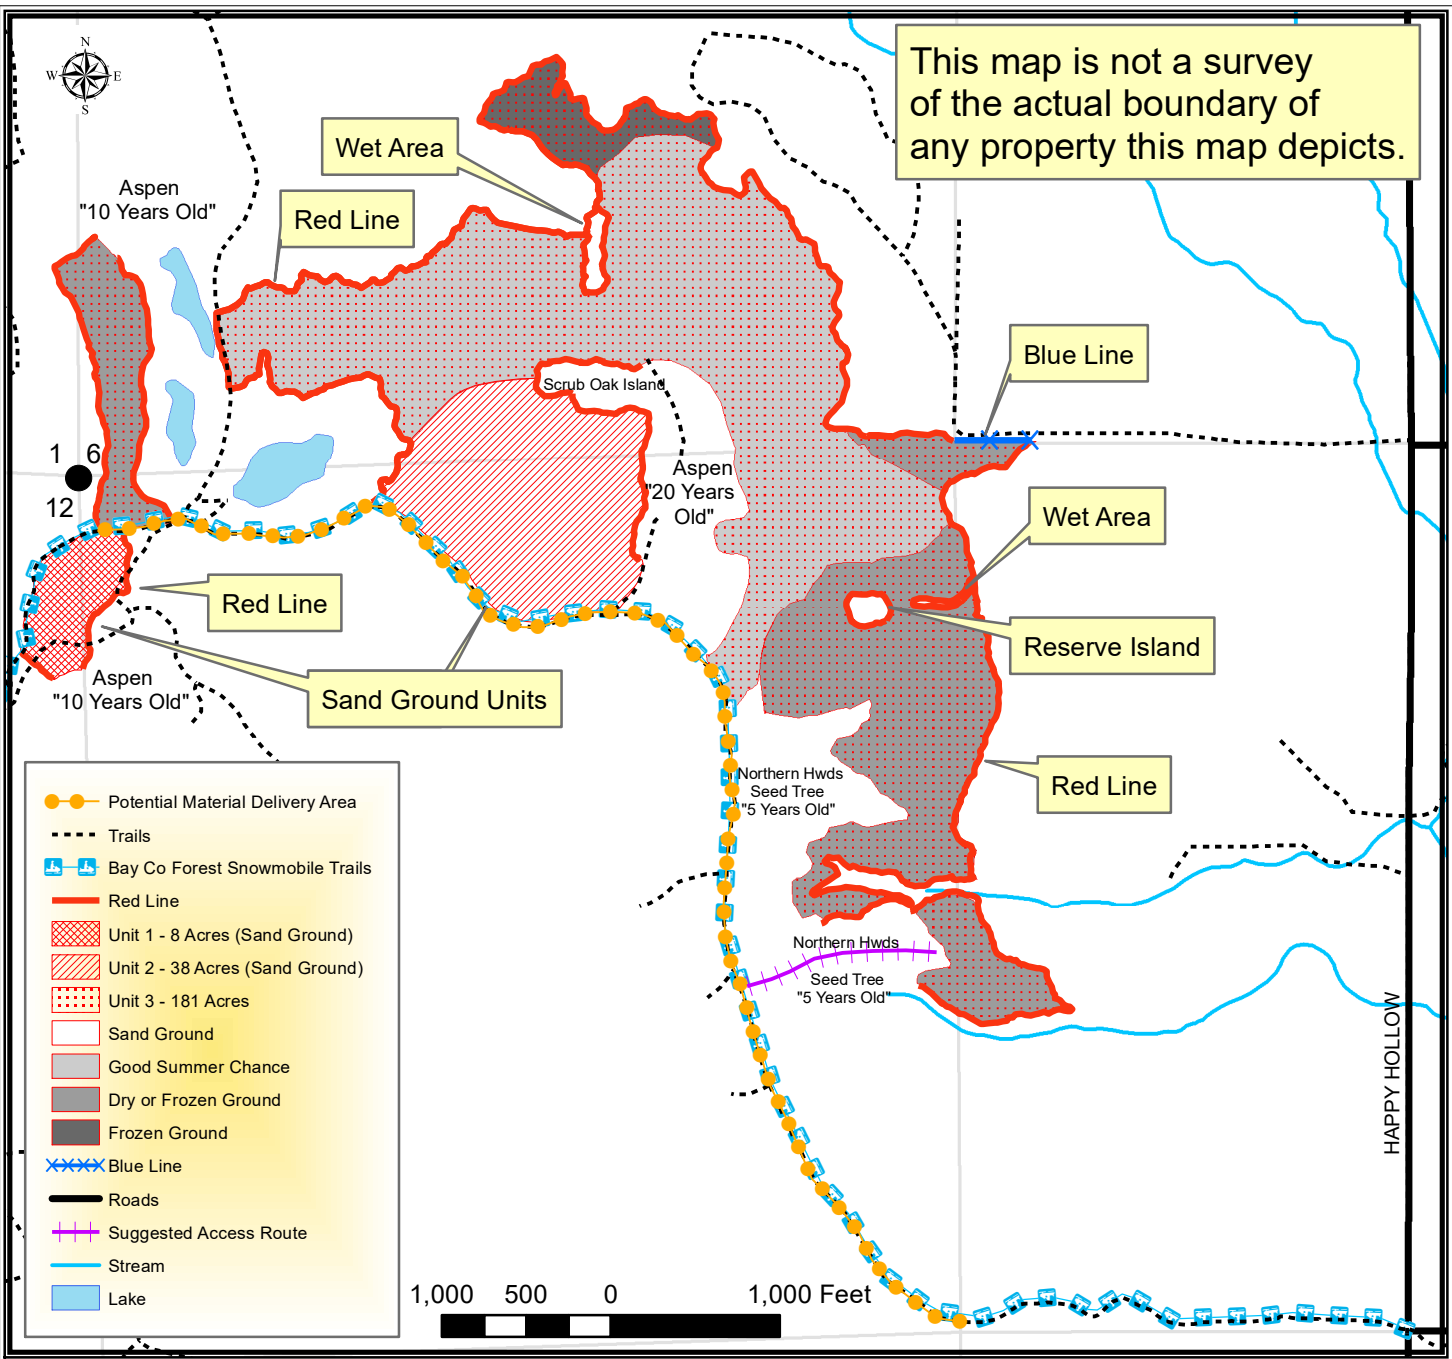 This map is not a survey
of the actual boundary of
any property this map depicts.
N
W
E
S
Wet Area
Aspen
"10 Years Old"
Red Line
Blue Line
Scrub Oak Island
1
6
12
Aspen
"20 Years
Old"
Wet Area
Red Line
Reserve Island
Aspen
"10 Years Old"
Sand Ground Units
Red Line
Northern Hwds
Seed Tree
"5 Years Old"
Northern Hwds
Seed Tree
"5 Years Old"
HAPPY HOLLOW
Potential Material Delivery Area
Trails
Bay Co Forest Snowmobile Trails
Red Line
Unit 1 - 8 Acres (Sand Ground)
Unit 2 - 38 Acres (Sand Ground)
Unit 3 - 181 Acres
Sand Ground
Good Summer Chance
Dry or Frozen Ground
Frozen Ground
Blue Line
Roads
Suggested Access Route
Stream
Lake
1,000 500 0 1,000 Feet